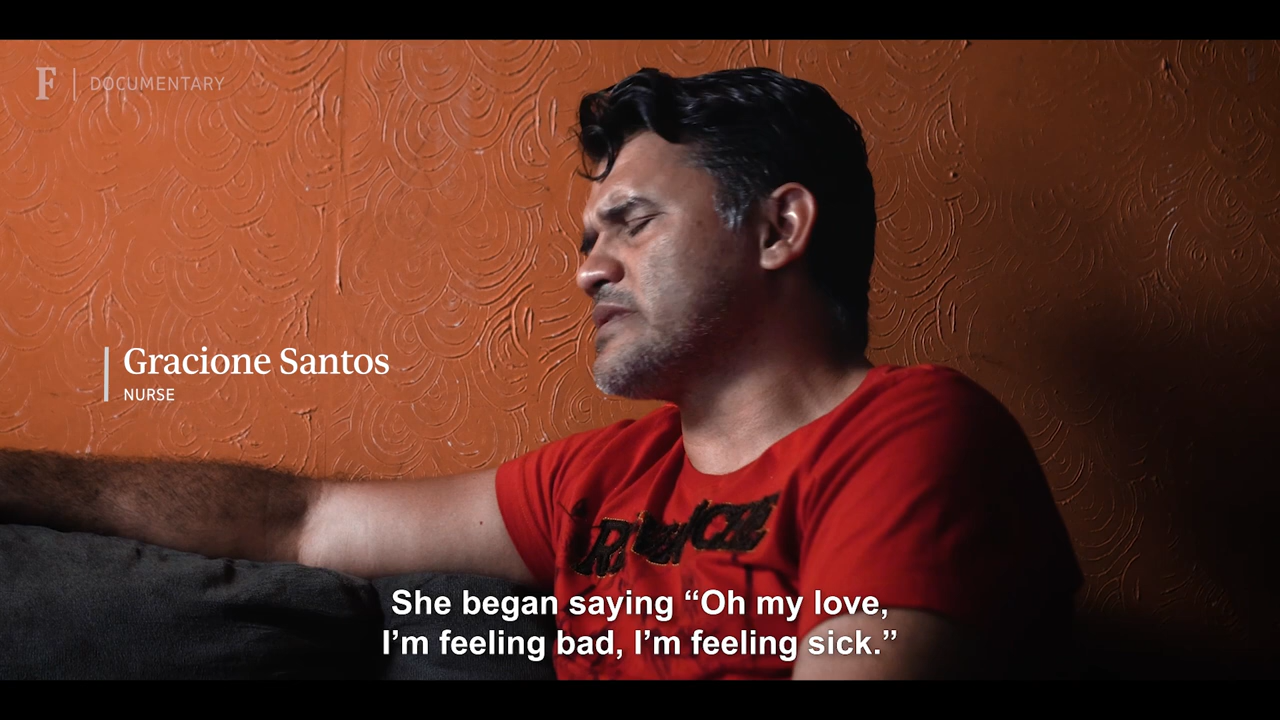 F | DOCUMENTARY
Gracione Santos
NURSE
She began saying “Oh my love,
I’m feeling bad, I’m feeling sick.”